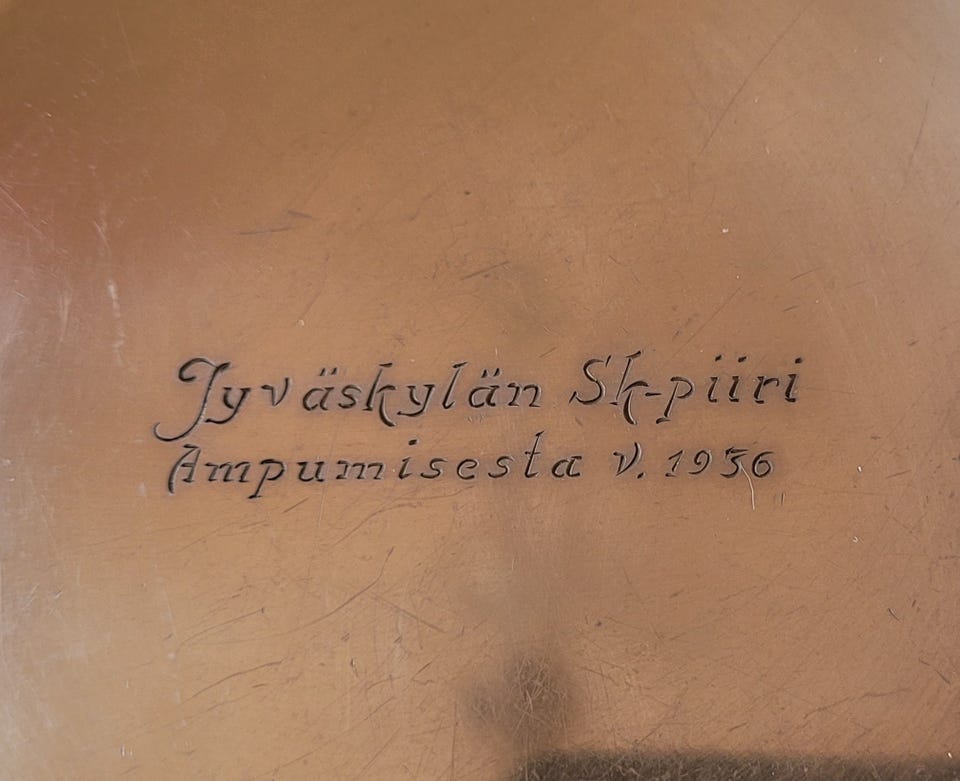 Jyväskylän Sk-piiri
Ampumisesta v. 1936